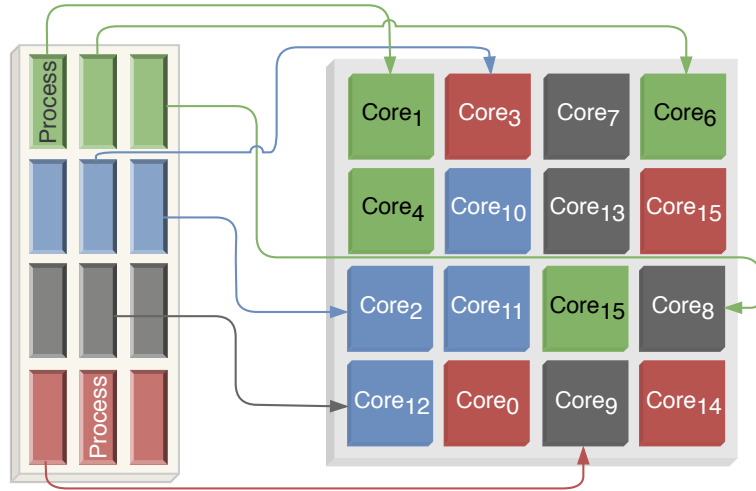 Process
Process
Core1 Core3 Core7 Core6
Core4 Core10 Core13 Core15
Core2 Core11 Core15 Core8
Core12 Core0 Core9 Core14